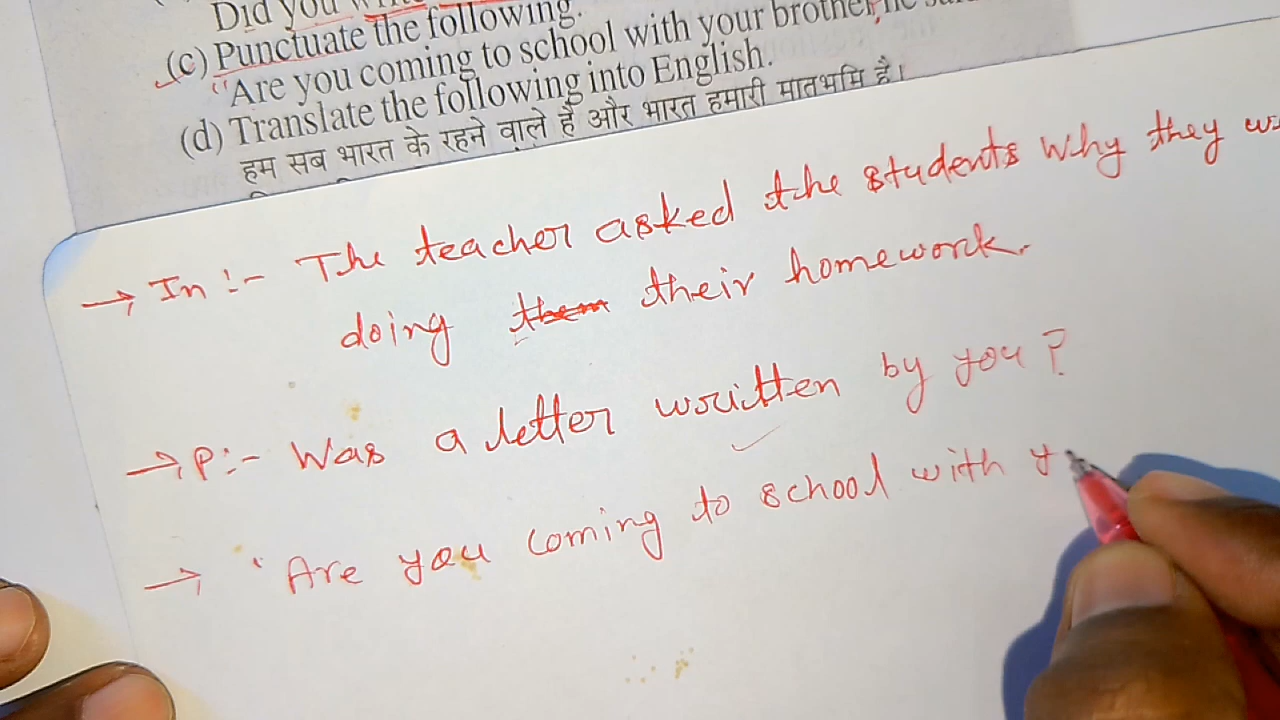 Did you
(c) Punctuate the following.
"Are you coming to school with your brother, he
(d) Translate the following into English.
हम सब भारत के रहने वाले हैं और भारत हमारी मातृभूमि है।
→ In :- The teacher asked the students why they
doing them their homework.
→ P:- Was a letter written by you?
→ ' Are you coming to school with y